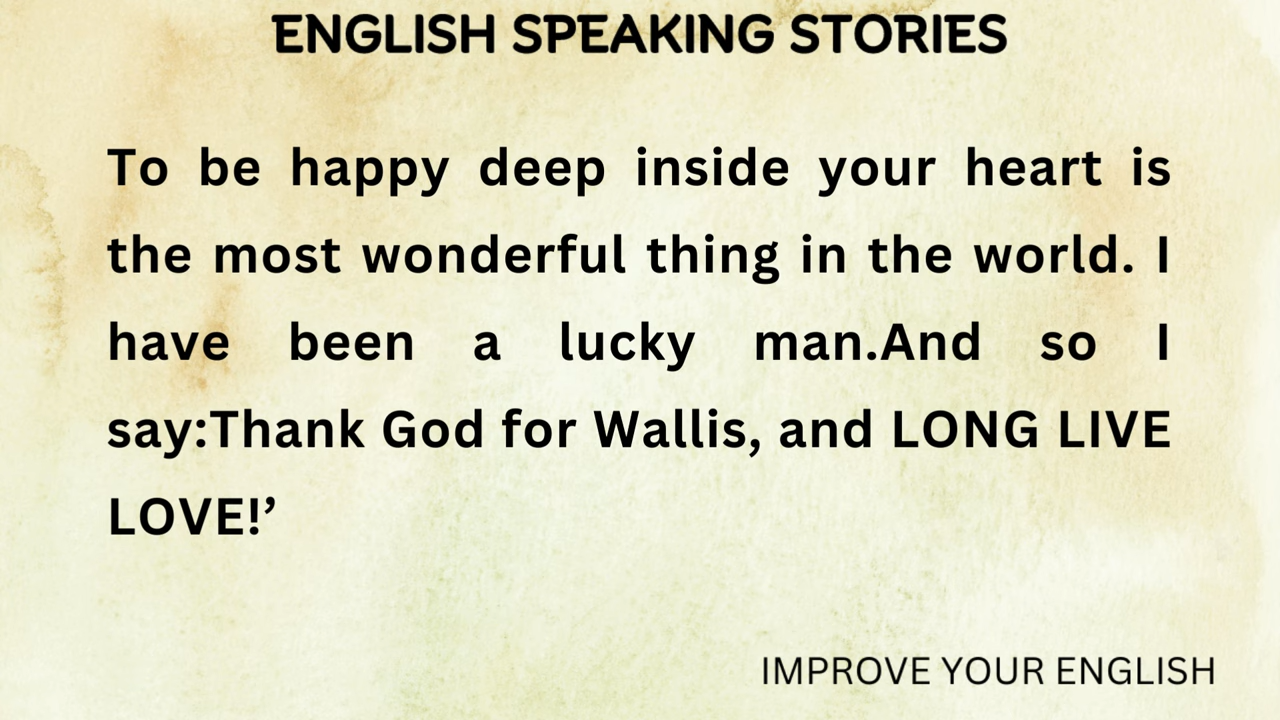 ENGLISH SPEAKING STORIES
To be happy deep inside your heart is
the most wonderful thing in the world. I
have been a lucky man.And so I
say:Thank God for Wallis, and LONG LIVE
LOVE!’
IMPROVE YOUR ENGLISH